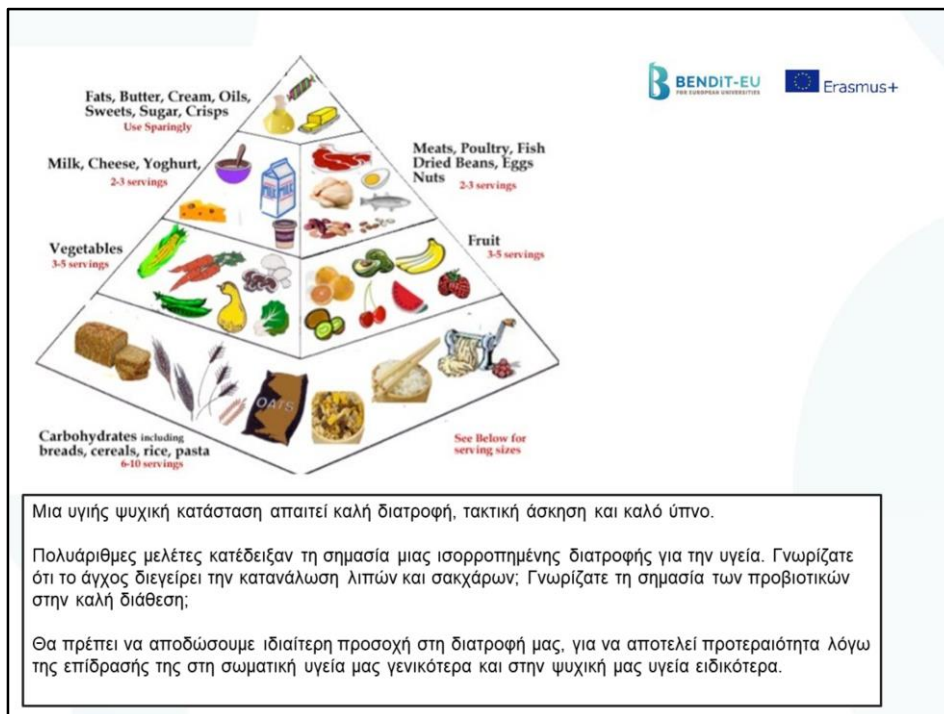 Fats, Butter, Cream, Oils,
Sweets, Sugar, Crisps
Use Sparingly
BENDiT-EU
FOR EUROPEAN UNIVERSITIES
Erasmus+
Milk, Cheese, Yoghurt,
2-3 servings
Meats, Poultry, Fish
Dried Beans, Eggs
Nuts 2-3 servings
MILK
Vegetables
3-5 servings
Fruit
3-5 servings
OATS
Carbohydrates including
breads, cereals, rice, pasta
6-10 servings
See Below for
serving sizes
Μια υγιής ψυχική κατάσταση απαιτεί καλή διατροφή, τακτική άσκηση και καλό ύπνο.
Πολυάριθμες μελέτες κατέδειξαν τη σημασία μιας ισορροπημένης διατροφής για την υγεία. Γνωρίζατε
ότι το άγχος διεγείρει την κατανάλωση λιπών και σακχάρων; Γνωρίζατε τη σημασία των προβιοτικών
στην καλή διάθεση;
Θα πρέπει να αποδώσουμε ιδιαίτερη προσοχή στη διατροφή μας, για να αποτελεί προτεραιότητα λόγω
της επίδρασής της στη σωματική υγεία μας γενικότερα και στην ψυχική μας υγεία ειδικότερα.